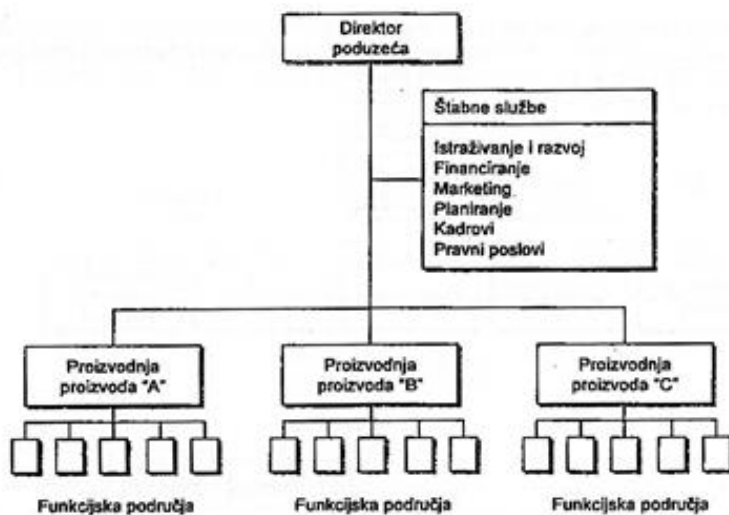 Direktor
poduzeća
Štabne službe
Istraživanje i razvoj
Financiranje
Marketing
Planiranje
Kadrovi
Pravni poslovi
Proizvodnja
proizvoda "A"
Proizvodnja
proizvoda "B"
Proizvodnja
proizvoda "C"
Funkcijska područja
Funkcijska područja
Funkcijska područja